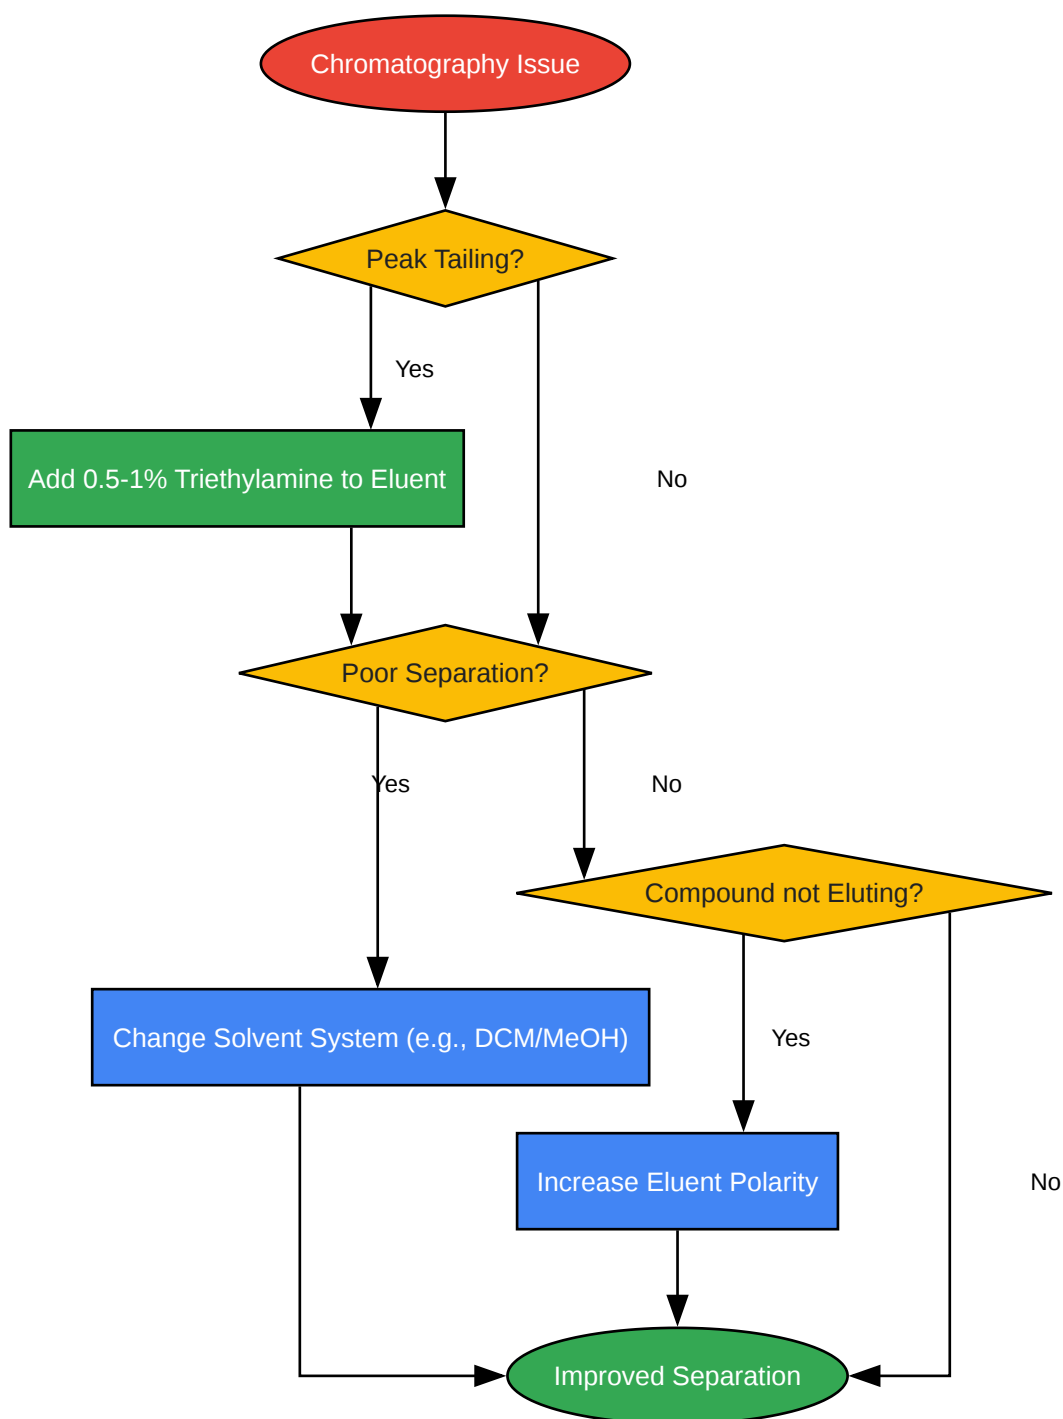 Chromatography Issue
Peak Tailing?
Yes
Add 0.5-1% Triethylamine to Eluent
No
Poor Separation?
Yes
No
Compound not Eluting?
Change Solvent System (e.g., DCM/MeOH)
Yes
Increase Eluent Polarity
No
Improved Separation